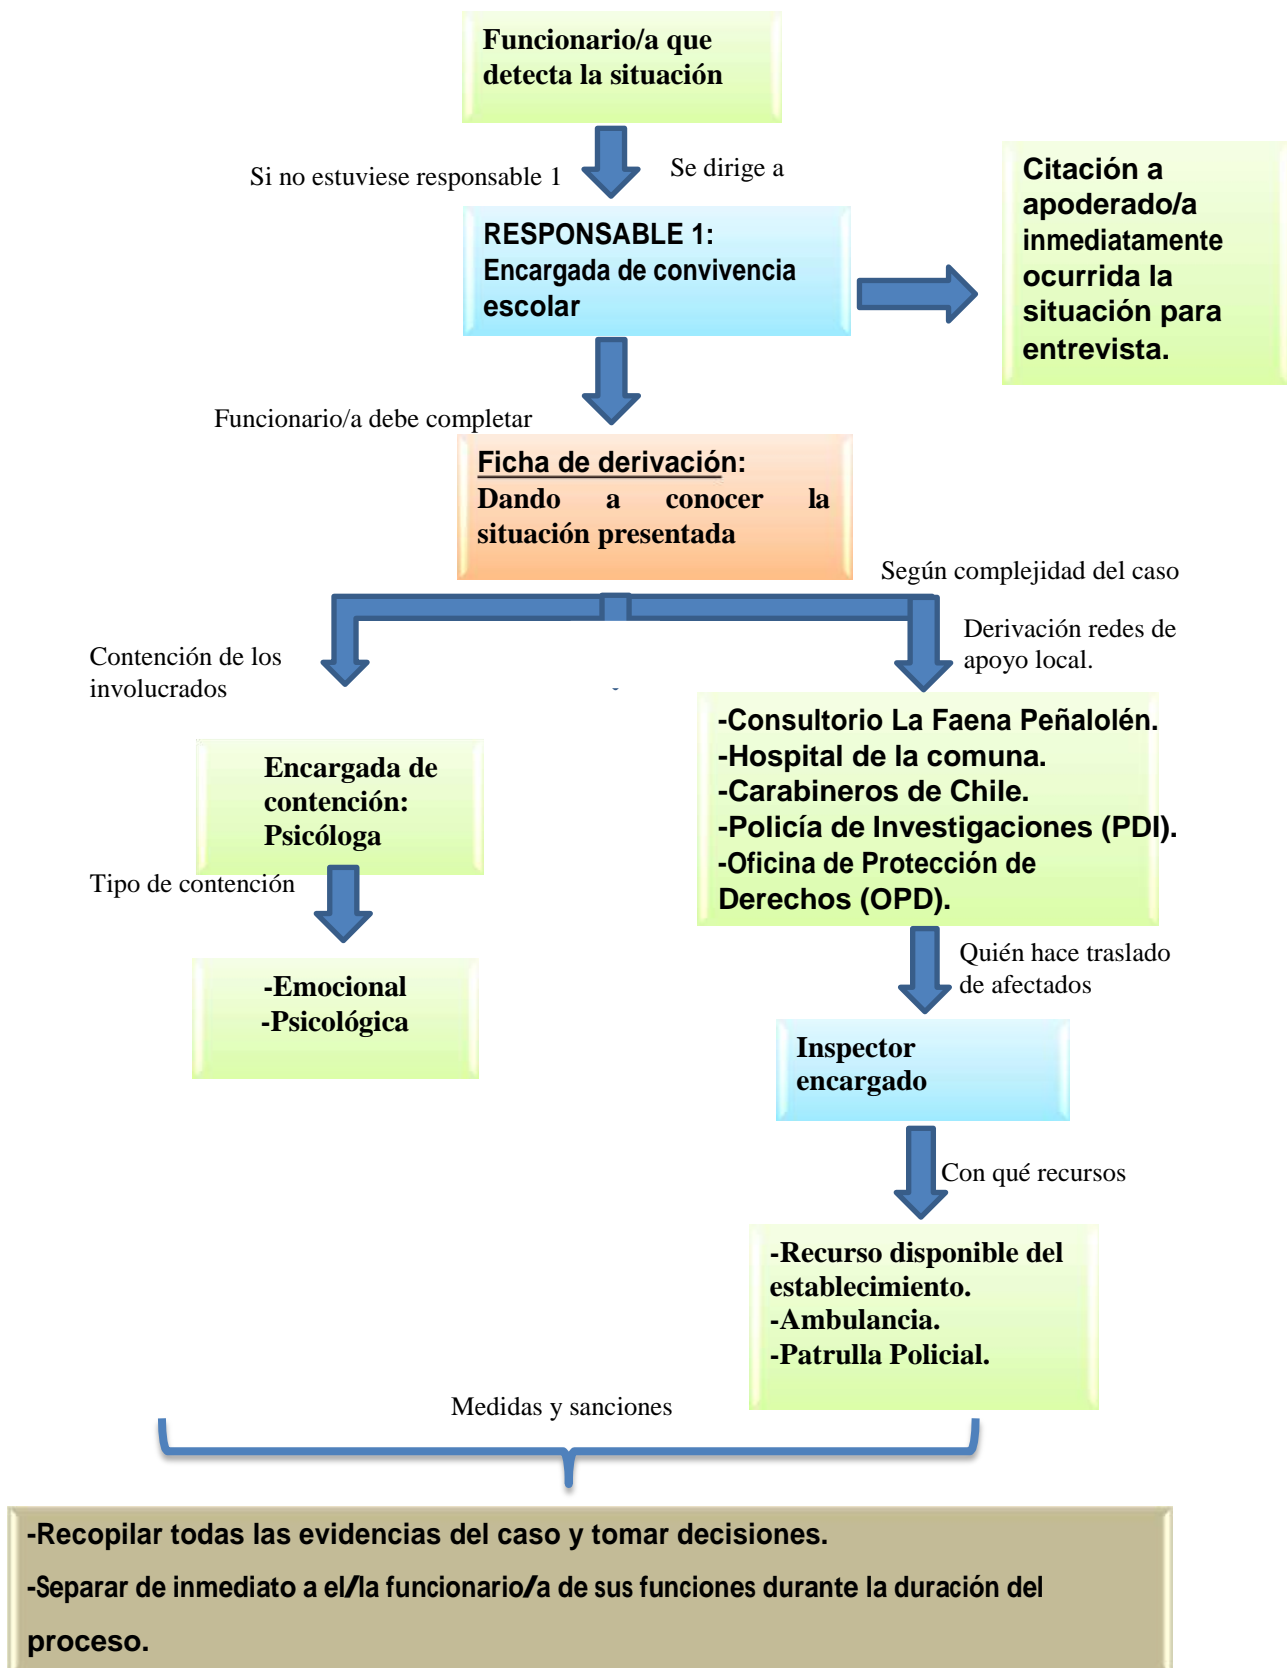 Funcionario/a que
detecta la situación
Si no estuviese responsable 1
Se dirige a
RESPONSABLE 1:
Encargada de convivencia
escolar
Citación a
apoderado/a
inmediatamente
ocurrida la
situación para
entrevista.
Funcionario/a debe completar
Ficha de derivación:
Dando a conocer la
situación presentada
Según complejidad del caso
Contención de los
involucrados
Derivación redes de
apoyo local.
Encargada de
contención:
Psicóloga
-Consultorio La Faena Peñalolén.
-Hospital de la comuna.
-Carabineros de Chile.
-Policía de Investigaciones (PDI).
-Oficina de Protección de
Derechos (OPD).
Tipo de contención
-Emocional
-Psicológica
Quién hace traslado
de afectados
Inspector
encargado
Con qué recursos
-Recurso disponible del
establecimiento.
-Ambulancia.
-Patrulla Policial.
Medidas y sanciones
-Recopilar todas las evidencias del caso y tomar decisiones.
-Separar de inmediato a el/la funcionario/a de sus funciones durante la duración del
proceso.